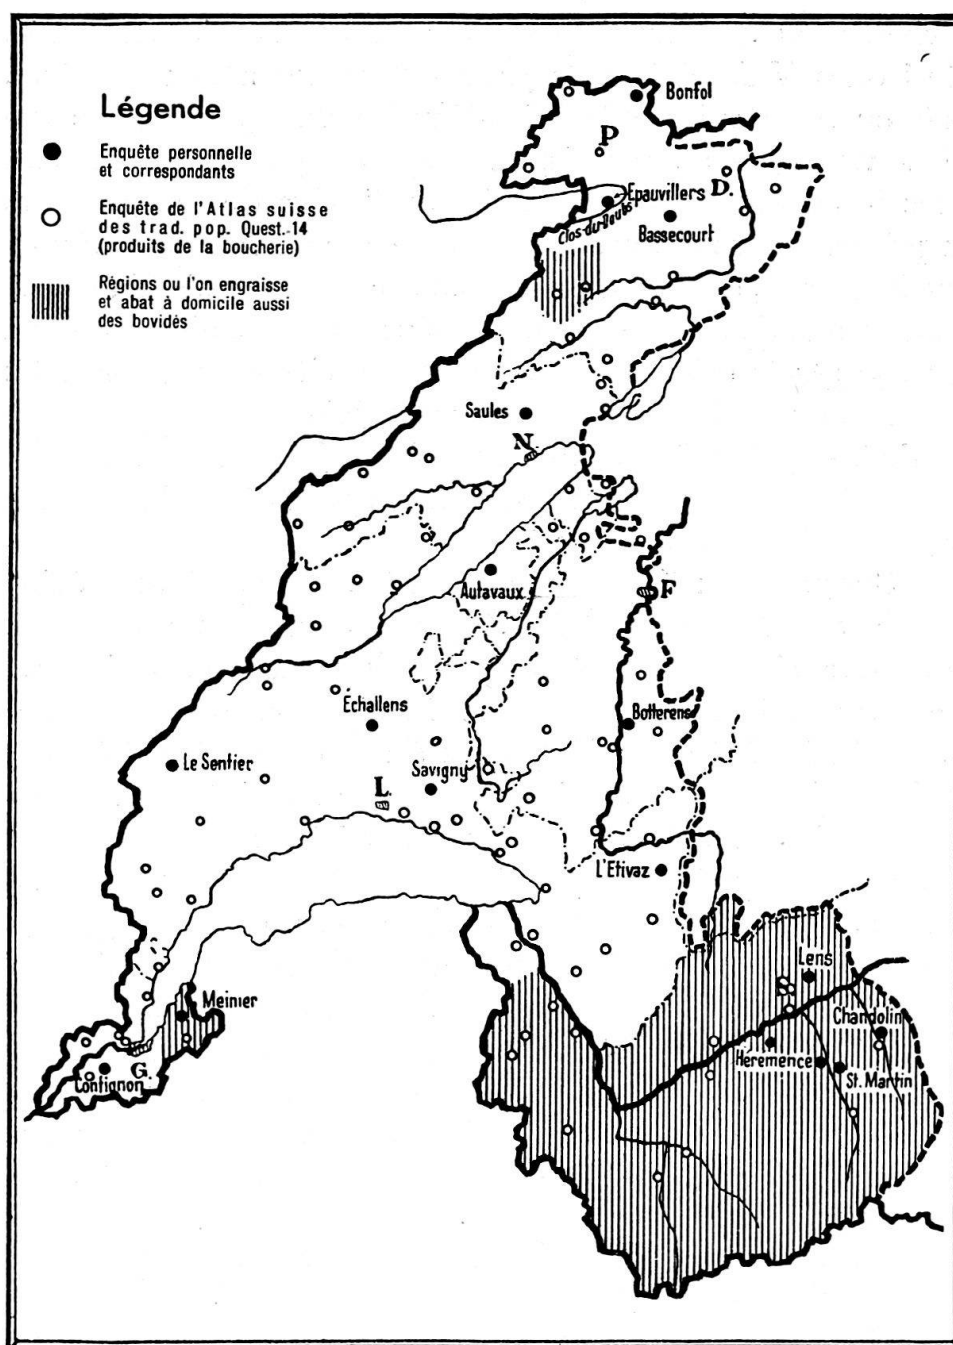 Légende
Enquête personnelle
et correspondants
Enquête de l'Atlas suisse
des trad. pop. Quest. 14
(produits de la boucherie)
Régions ou l'on engraisse
et abat à domicile aussi
des bovidés
Bonfol
P
Epauvillers
D.
Clos-du-Doubs
Bassecourt
Saules
N.
Autavaux
F
Échallens
Botterens
Le Sentier
Savigny
L.
L'Etivaz
Lens
S.
Meinier
Chandolin
Héremence
G.
Confignon
St. Martin